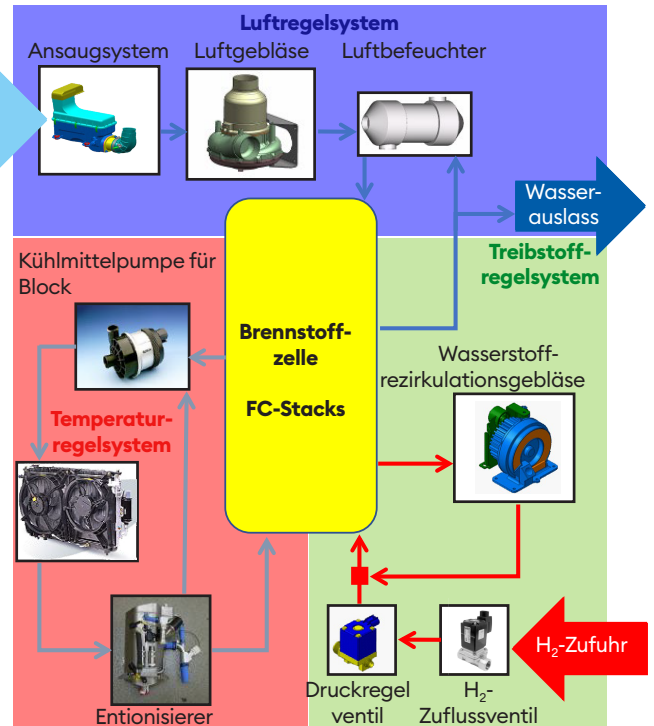 Luftregelsystem
Ansaugsystem
Luftgebläse
Luftbefeuchter
Wasser-
auslass
Treibstoff-
regelsystem
Kühlmittelpumpe für
Block
Brennstoff-
zelle
FC-Stacks
Wasserstoff-
rezirkulationsgebläse
Temperatur-
regelsystem
H₂-Zufuhr
Entionisierer
Druckregel
ventil
H₂-
Zuflussventil